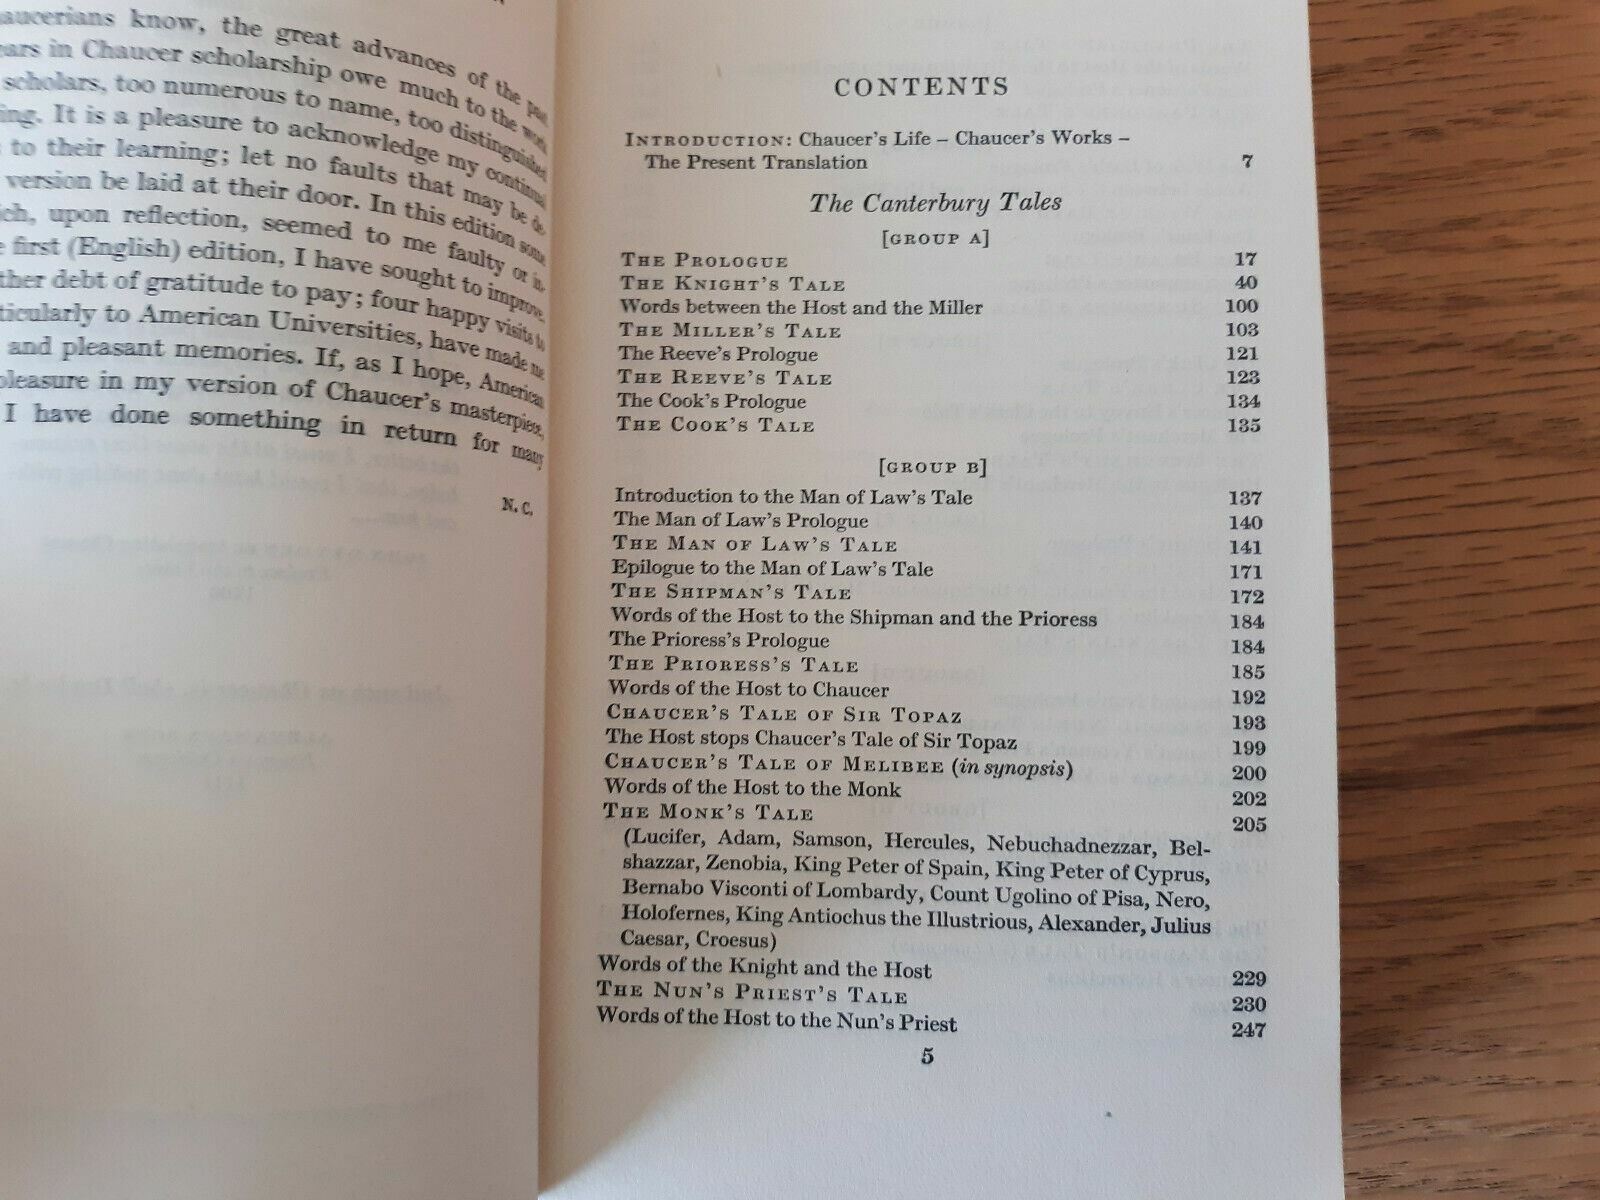 aucerians know, the great advances of the past
ears in Chaucer scholarship owe much to the work
scholars, too numerous to name, too distinguished
ing. It is a pleasure to acknowledge my continual
to their learning; let no faults that may be de-
version be laid at their door. In this edition some
ich, upon reflection, seemed to me faulty or in-
e first (English) edition, I have sought to improve.
ther debt of gratitude to pay; four happy visits to
ticularly to American Universities, have made me
and pleasant memories. If, as I hope, American
pleasure in my version of Chaucer's masterpiece,
I have done something in return for many
N. C.
CONTENTS
INTRODUCTION: Chaucer's Life – Chaucer's Works –
The Present Translation 7
The Canterbury Tales
[GROUP A]
THE PROLOGUE 17
THE KNIGHT'S TALE 40
Words between the Host and the Miller 100
THE MILLER'S TALE 103
The Reeve's Prologue 121
THE REEVE'S TALE 123
The Cook's Prologue 134
THE COOK'S TALE 135
[GROUP B]
Introduction to the Man of Law's Tale 137
The Man of Law's Prologue 140
THE MAN OF LAW'S TALE 141
Epilogue to the Man of Law's Tale 171
THE SHIPMAN'S TALE 172
Words of the Host to the Shipman and the Prioress 184
The Prioress's Prologue 184
THE PRIORESS'S TALE 185
Words of the Host to Chaucer 192
CHAUCER'S TALE OF SIR TOPAZ 193
The Host stops Chaucer's Tale of Sir Topaz 199
CHAUCER'S TALE OF MELIBEE (in synopsis) 200
Words of the Host to the Monk 202
THE MONK'S TALE 205
(Lucifer, Adam, Samson, Hercules, Nebuchadnezzar, Bel-
shazzar, Zenobia, King Peter of Spain, King Peter of Cyprus,
Bernabo Visconti of Lombardy, Count Ugolino of Pisa, Nero,
Holofernes, King Antiochus the Illustrious, Alexander, Julius
Caesar, Croesus)
Words of the Knight and the Host 229
THE NUN'S PRIEST'S TALE 230
Words of the Host to the Nun's Priest 247
5